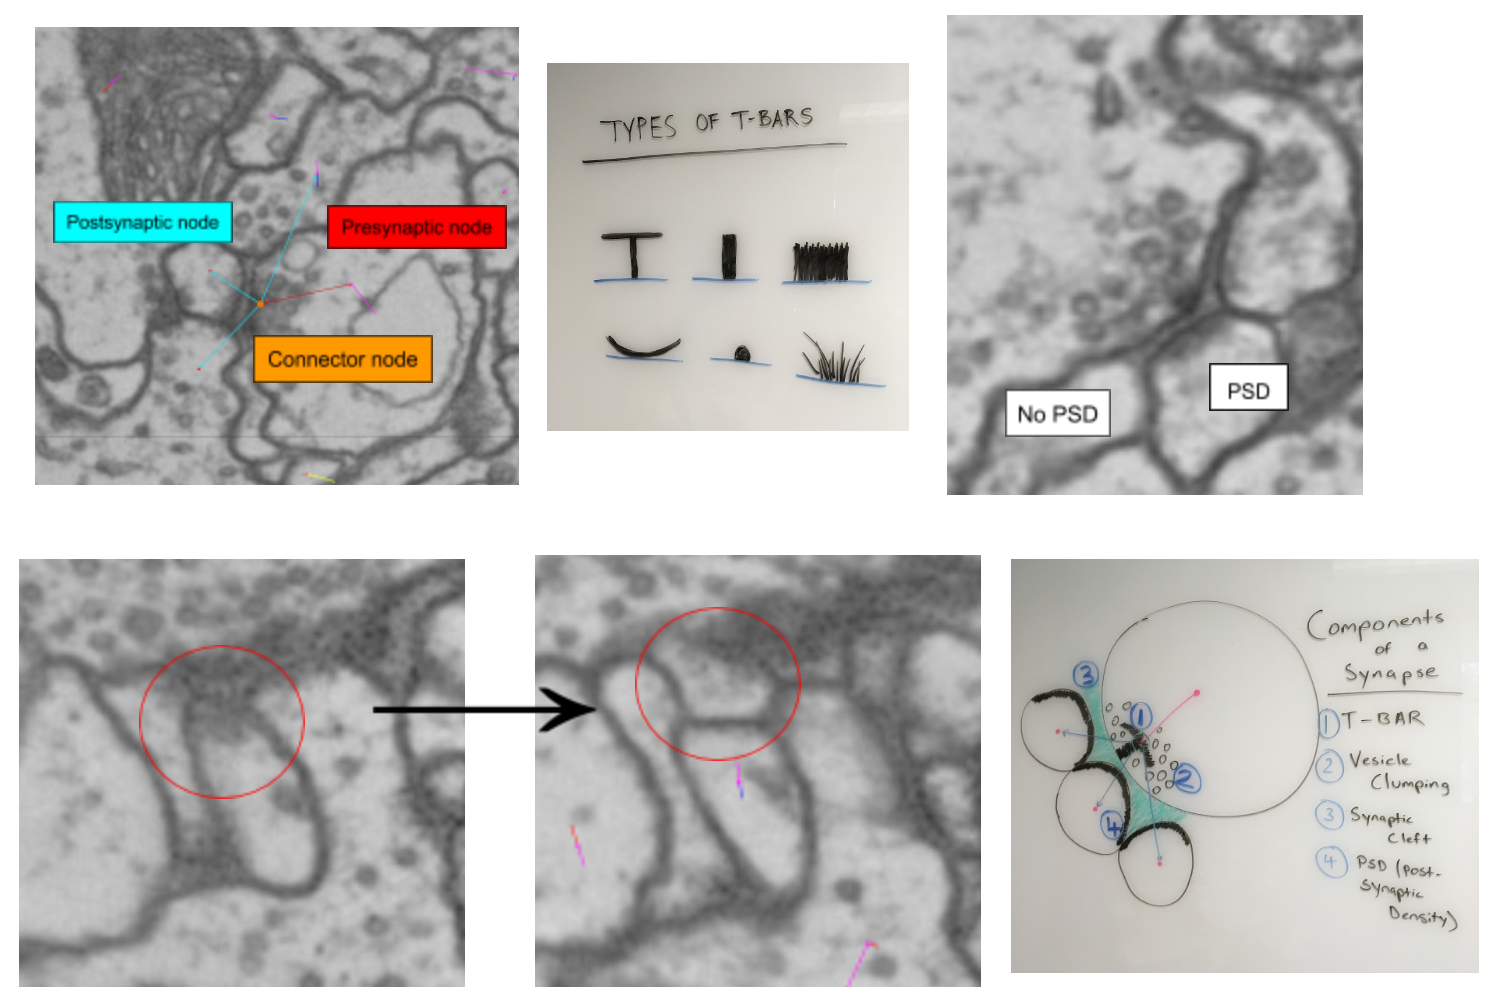 Postsynaptic node
Presynaptic node
Connector node
TYPES OF T-BARS
No PSD
PSD
Components
of a
Synapse
1 T-BAR
2 Vesicle
Clumping
3 Synaptic
Cleft
4 PSD (Post-
Synaptic
Density)
3
1
2
4